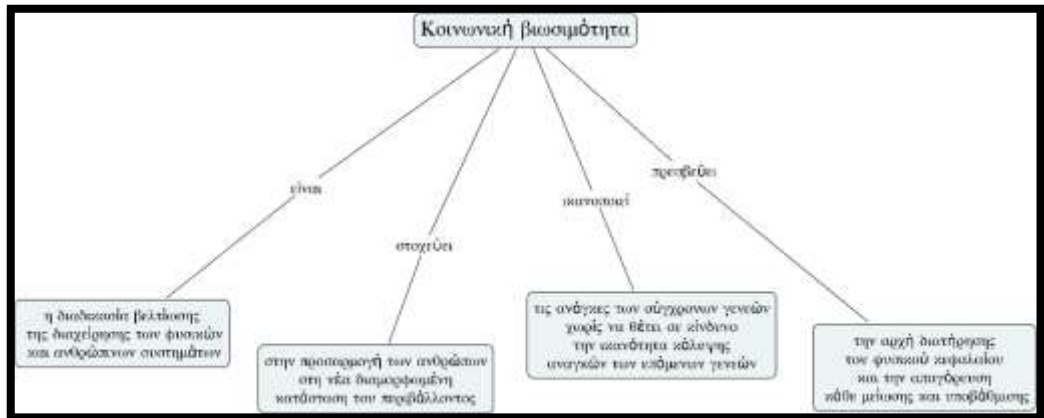 Κοινωνική βιωσιμότητα
είναι
στοχεύει
ικανοποιεί
πρεσβεύει
η διαδικασία βελτίωσης
της διαχείρησης των φυσικών
και ανθρώπινων συστημάτων
στην προσαρμογή των ανθρώπων
στη νέα διαμορφωμένη
κατάσταση του περιβάλλοντος
τις ανάγκες των σύγχρονων γενεών
χωρίς να θέτει σε κίνδυνο
την ικανότητα κάλυψης
αναγκών των επόμενων γενεών
την αρχή διατήρησης
του φυσικού κεφαλαίου
και την απαγόρευση
κάθε μείωσης και υποβάθμισης